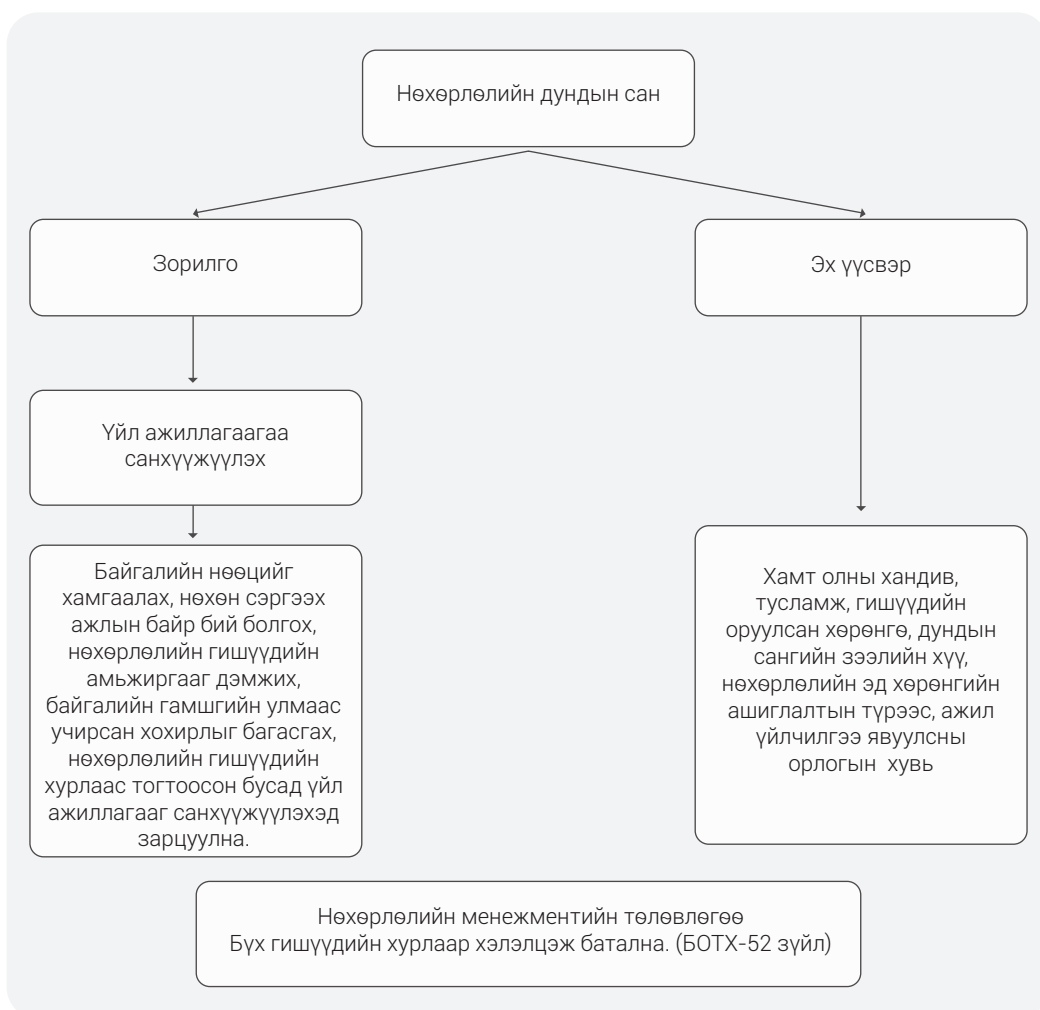 Нөхөрлөлийн дундын сан
Зорилго
Эх үүсвэр
Үйл ажиллагаагаа
санхүүжүүлэх
Байгалийн нөөцийг
хамгаалах, нөхөн сэргээх
ажлын байр бий болгох,
нөхөрлөлийн гишүүдийн
амьжиргааг дэмжих,
байгалийн гамшгийн улмаас
учирсан хохирлыг багасгах,
нөхөрлөлийн гишүүдийн
хурлаас тогтоосон бусад үйл
ажиллагааг санхүүжүүлэхэд
зарцуулна.
Хамт олны хандив,
тусламж, гишүүдийн
оруулсан хөрөнгө, дундын
сангийн зээлийн хүү,
нөхөрлөлийн эд хөрөнгийн
ашиглалтын түрээс, ажил
үйлчилгээ явуулсны
орлогын хувь
Нөхөрлөлийн менежментийн төлөвлөгөө
Бүх гишүүдийн хурлаар хэлэлцэж батална. (БОТХ-52 зүйл)